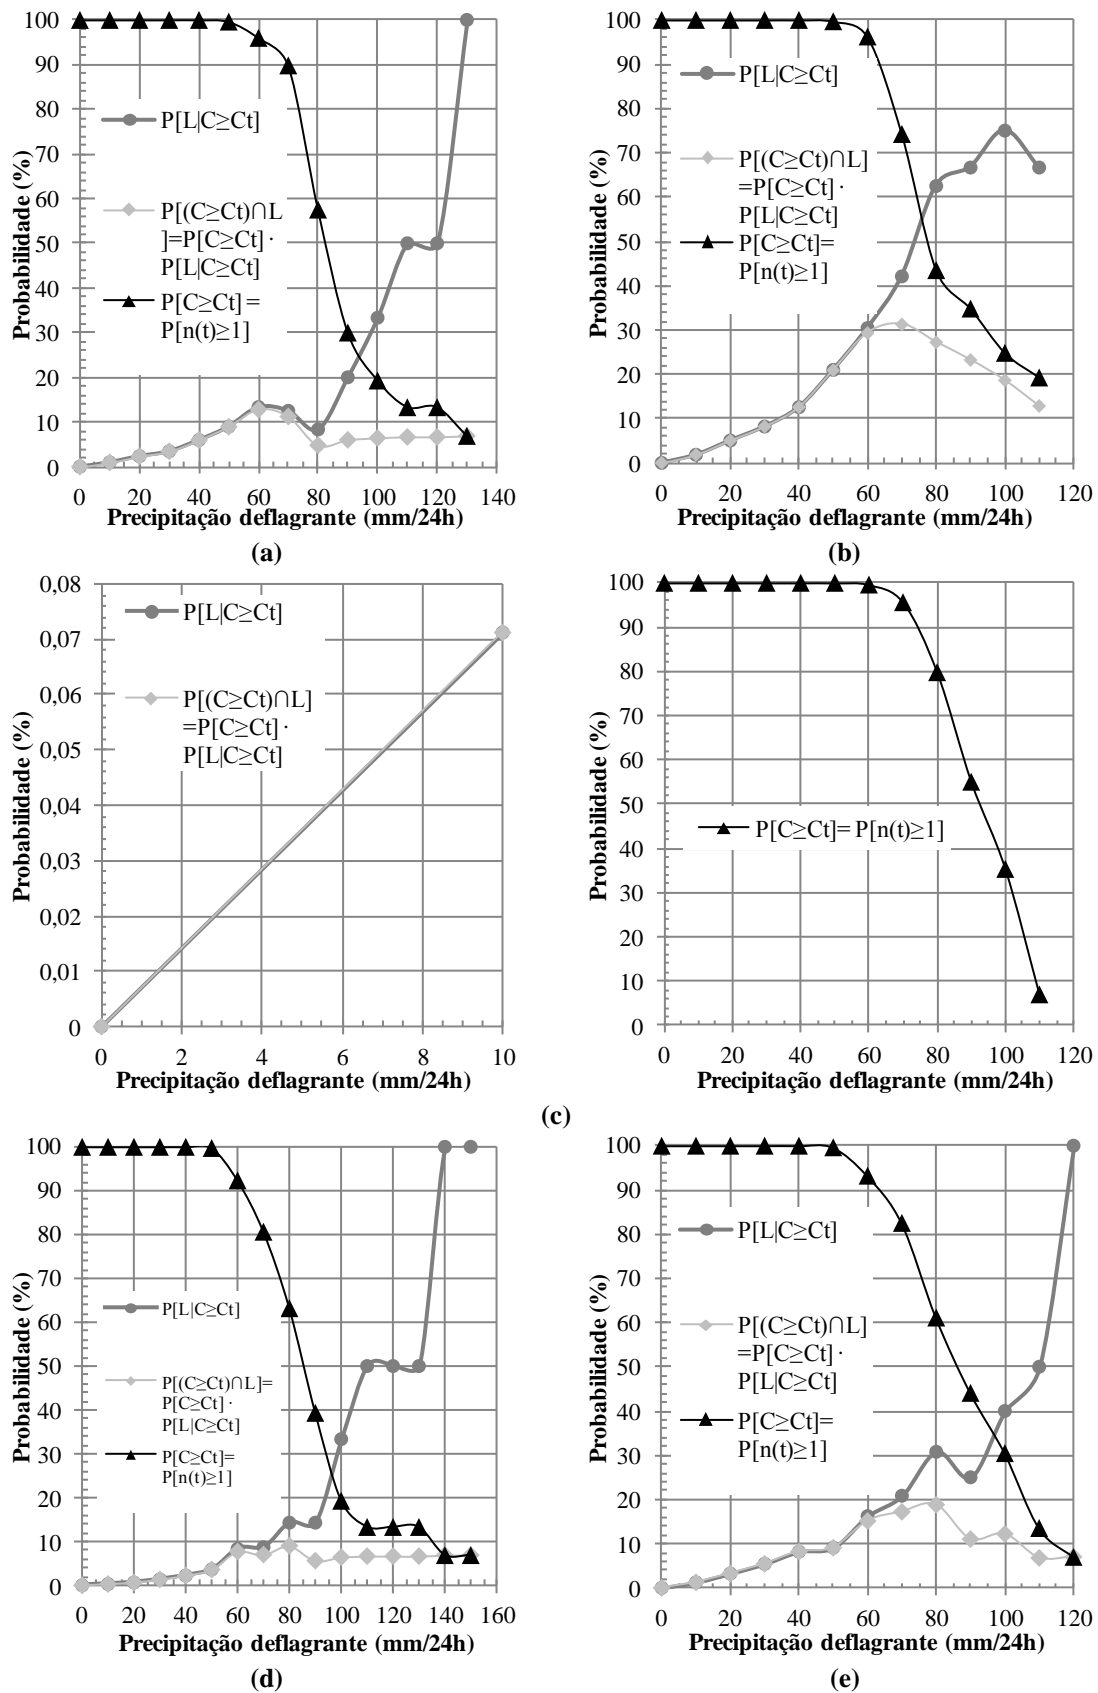 100
90
80
70
60
50
40
30
20
10
0
Probabilidade (%)
P[L|C≥Ct]
P[(C≥Ct)∩L
]=P[C≥Ct]·
P[L|C≥Ct]
P[C≥Ct] =
P[n(t)≥1]
0 20 40 60 80 100 120 140
Precipitação deflagrante (mm/24h)
(a)
100
90
80
70
60
50
40
30
20
10
0
Probabilidade (%)
P[L|C≥Ct]
P[(C≥Ct)∩L]
=P[C≥Ct]·
P[L|C≥Ct]
P[C≥Ct]=
P[n(t)≥1]
0 20 40 60 80 100 120
Precipitação deflagrante (mm/24h)
(b)
0,08
0,07
0,06
0,05
0,04
0,03
0,02
0,01
0
Probabilidade (%)
P[L|C≥Ct]
P[(C≥Ct)∩L]
=P[C≥Ct]·
P[L|C≥Ct]
0 2 4 6 8 10
Precipitação deflagrante (mm/24h)
100
90
80
70
60
50
40
30
20
10
0
Probabilidade (%)
P[C≥Ct]= P[n(t)≥1]
0 20 40 60 80 100 120
Precipitação deflagrante (mm/24h)
(c)
100
90
80
70
60
50
40
30
20
10
0
Probabilidade (%)
P[L|C≥Ct]
P[(C≥Ct)∩L]=
P[C≥Ct]·
P[L|C≥Ct]
P[C≥Ct]=
P[n(t)≥1]
0 20 40 60 80 100 120 140 160
Precipitação deflagrante (mm/24h)
(d)
100
90
80
70
60
50
40
30
20
10
0
Probabilidade (%)
P[L|C≥Ct]
P[(C≥Ct)∩L]
=P[C≥Ct]·
P[L|C≥Ct]
P[C≥Ct]=
P[n(t)≥1]
0 20 40 60 80 100 120
Precipitação deflagrante (mm/24h)
(e)